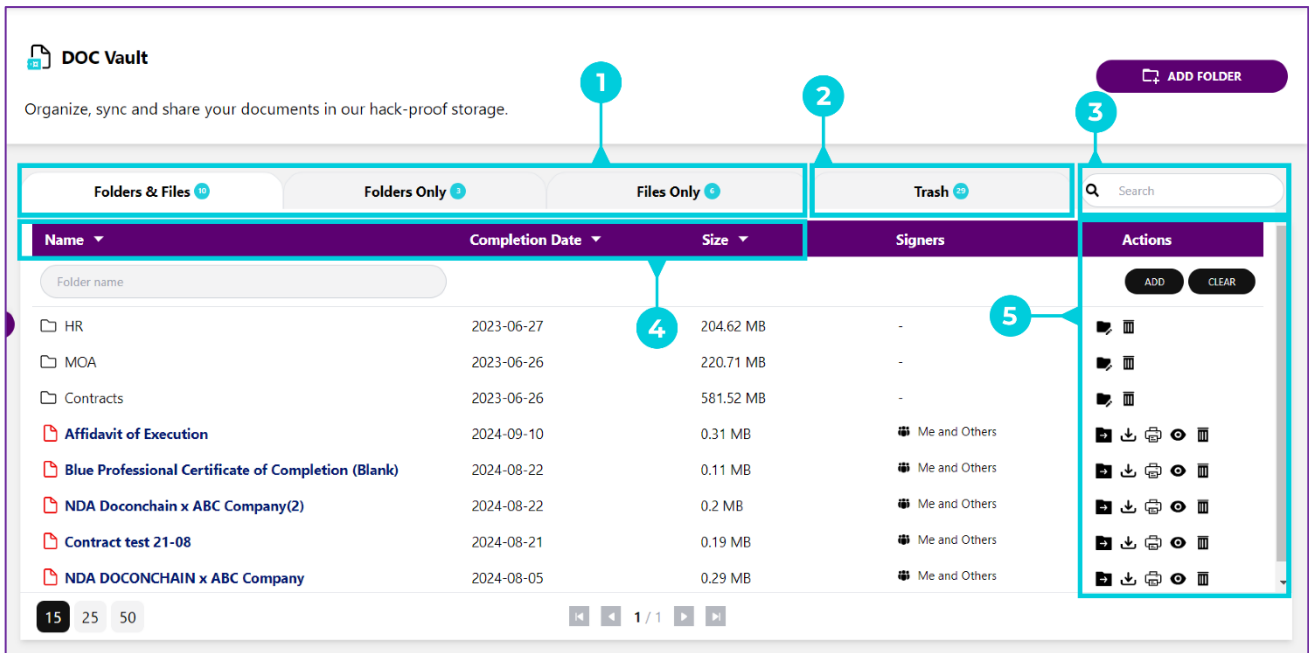 DOC Vault
ADD FOLDER
Organize, sync and share your documents in our hack-proof storage.
1
2
3
Folders & Files 10
Folders Only 3
Files Only 6
Trash 29
Search
Name
Completion Date
Size
Signers
Actions
Folder name
ADD
CLEAR
4
5
HR 2023-06-27 204.62 MB -
MOA 2023-06-26 220.71 MB -
Contracts 2023-06-26 581.52 MB -
Affidavit of Execution 2024-09-10 0.31 MB Me and Others
Blue Professional Certificate of Completion (Blank) 2024-08-22 0.11 MB Me and Others
NDA Doconchain x ABC Company(2) 2024-08-22 0.2 MB Me and Others
Contract test 21-08 2024-08-21 0.19 MB Me and Others
NDA DOCONCHAIN x ABC Company 2024-08-05 0.29 MB Me and Others
15 25 50
1 / 1